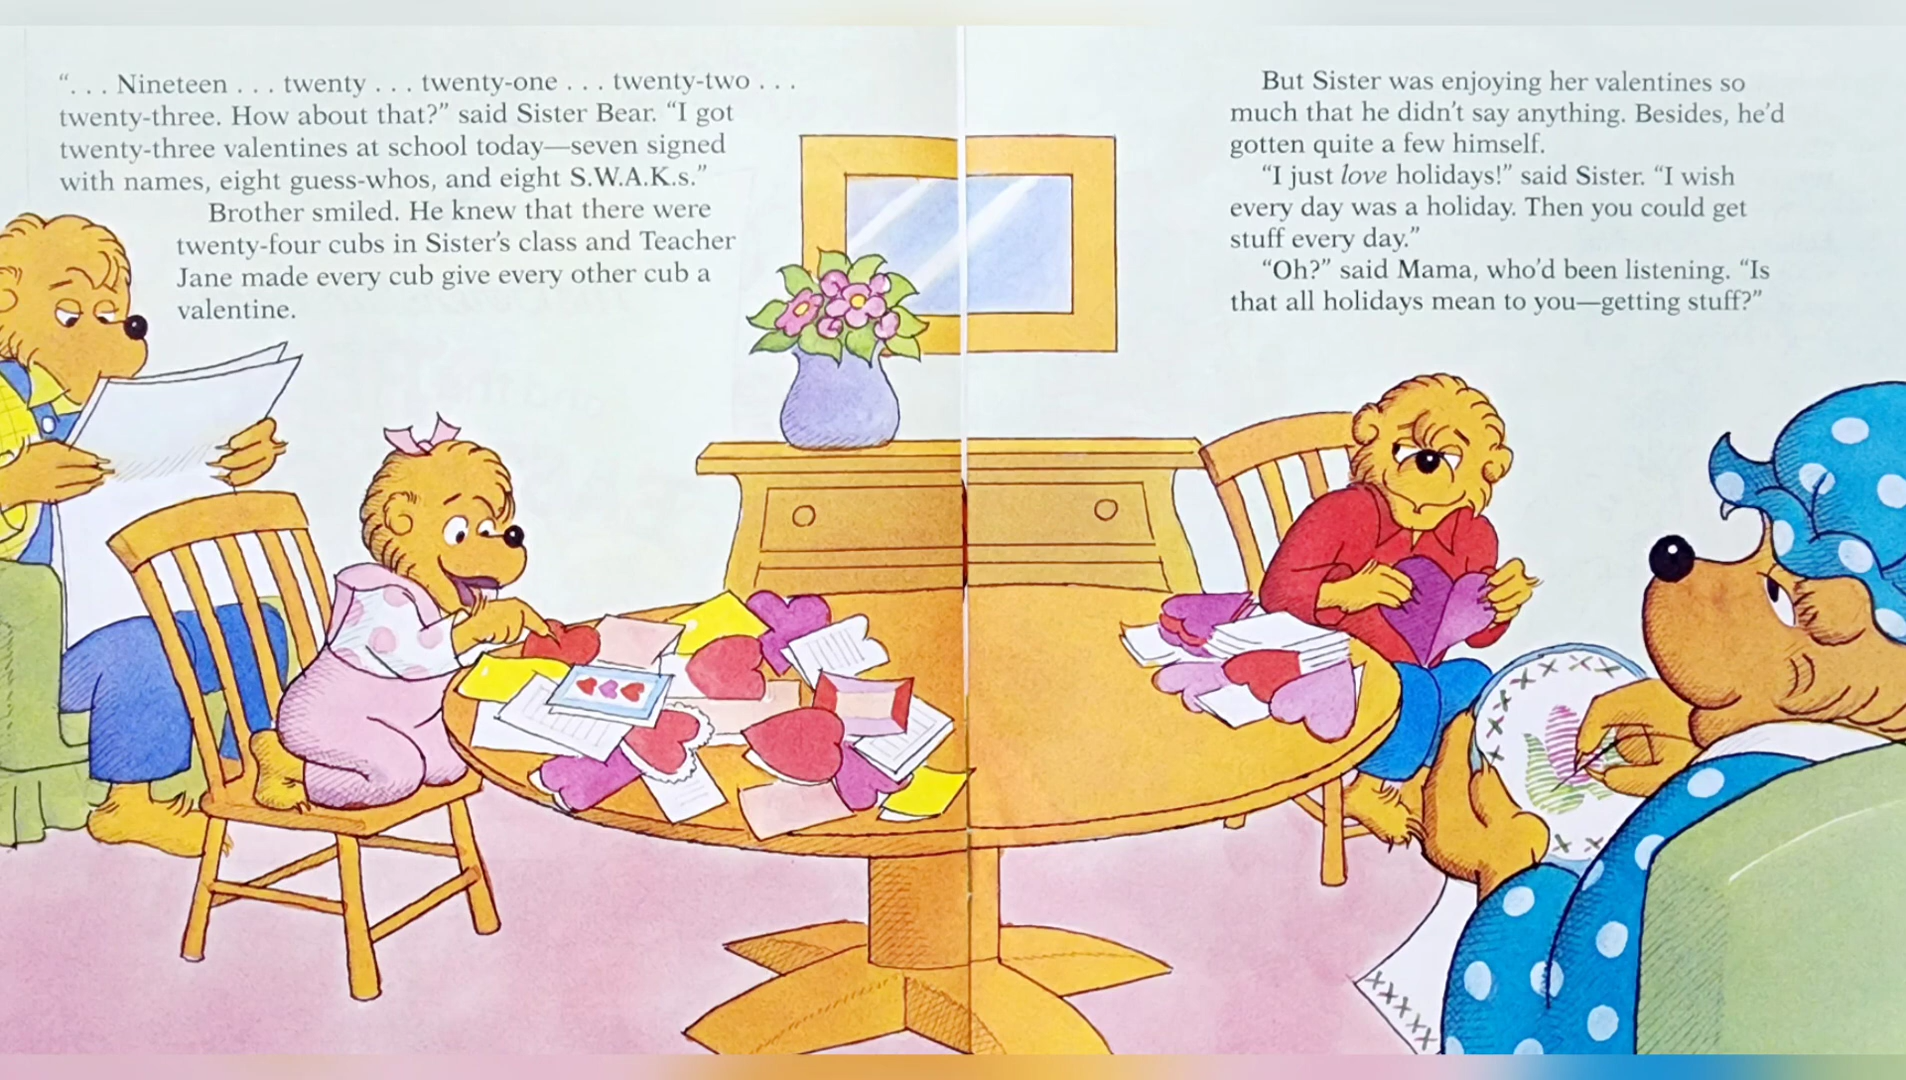 “. . . Nineteen . . . twenty . . . twenty-one . . . twenty-two . . .
twenty-three. How about that?” said Sister Bear. “I got
twenty-three valentines at school today—seven signed
with names, eight guess-whos, and eight S.W.A.K.s.”
Brother smiled. He knew that there were
twenty-four cubs in Sister’s class and Teacher
Jane made every cub give every other cub a
valentine.
But Sister was enjoying her valentines so
much that he didn’t say anything. Besides, he’d
gotten quite a few himself.
“I just love holidays!” said Sister. “I wish
every day was a holiday. Then you could get
stuff every day.”
“Oh?” said Mama, who’d been listening. “Is
that all holidays mean to you—getting stuff?”